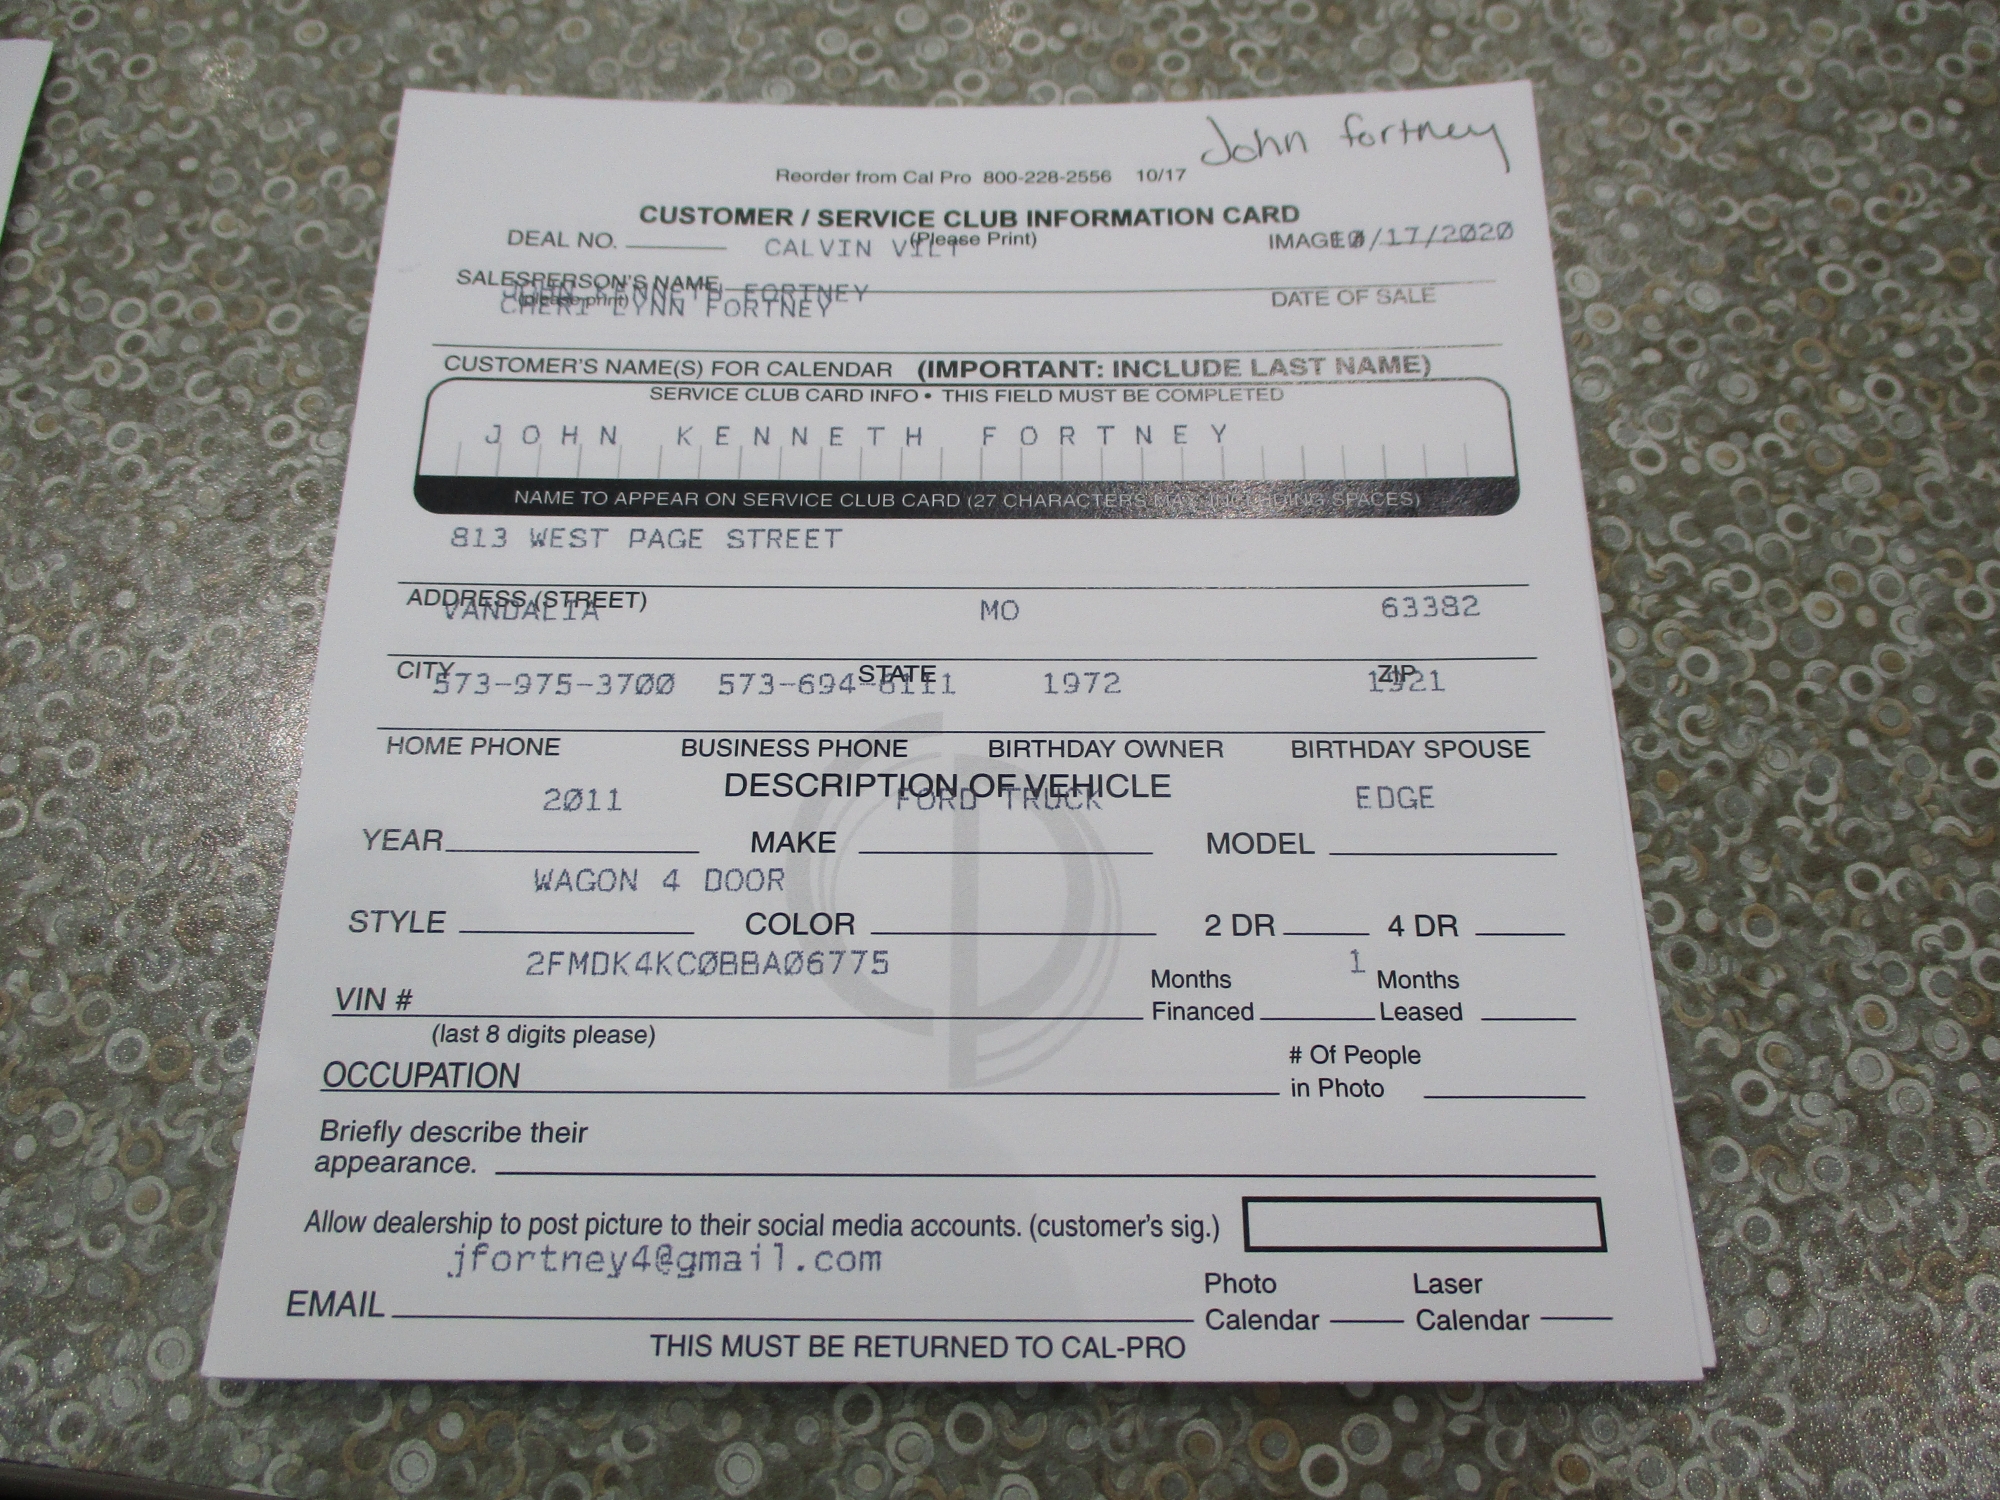 John fortney
Reorder from Cal Pro 800-228-2556 10/17
CUSTOMER / SERVICE CLUB INFORMATION CARD
(Please Print)
DEAL NO. CALVIN VILT IMAGE# /17/2020
SALESPERSON'S NAME
(please print) DATE OF SALE
JOHN KENNETH FORTNEY
CHERI LYNN FORTNEY
CUSTOMER'S NAME(S) FOR CALENDAR (IMPORTANT: INCLUDE LAST NAME)
SERVICE CLUB CARD INFO • THIS FIELD MUST BE COMPLETED
JOHN KENNETH FORTNEY
NAME TO APPEAR ON SERVICE CLUB CARD (27 CHARACTERS MAX, INCLUDING SPACES)
813 WEST PAGE STREET
ADDRESS (STREET)
VANDALIA MO 63382
CITY STATE ZIP
573-975-3700 573-694-6111 1972 1921
HOME PHONE BUSINESS PHONE BIRTHDAY OWNER BIRTHDAY SPOUSE
DESCRIPTION OF VEHICLE
2011 FORD TRUCK EDGE
YEAR MAKE MODEL
WAGON 4 DOOR
STYLE COLOR 2 DR 4 DR
2FMDK4KC0BBA06775 1
VIN # Months Financed Months Leased
(last 8 digits please)
OCCUPATION # Of People in Photo
Briefly describe their
appearance.
Allow dealership to post picture to their social media accounts. (customer's sig.)
jfortney4@gmail.com
EMAIL Photo Calendar Laser Calendar
THIS MUST BE RETURNED TO CAL-PRO